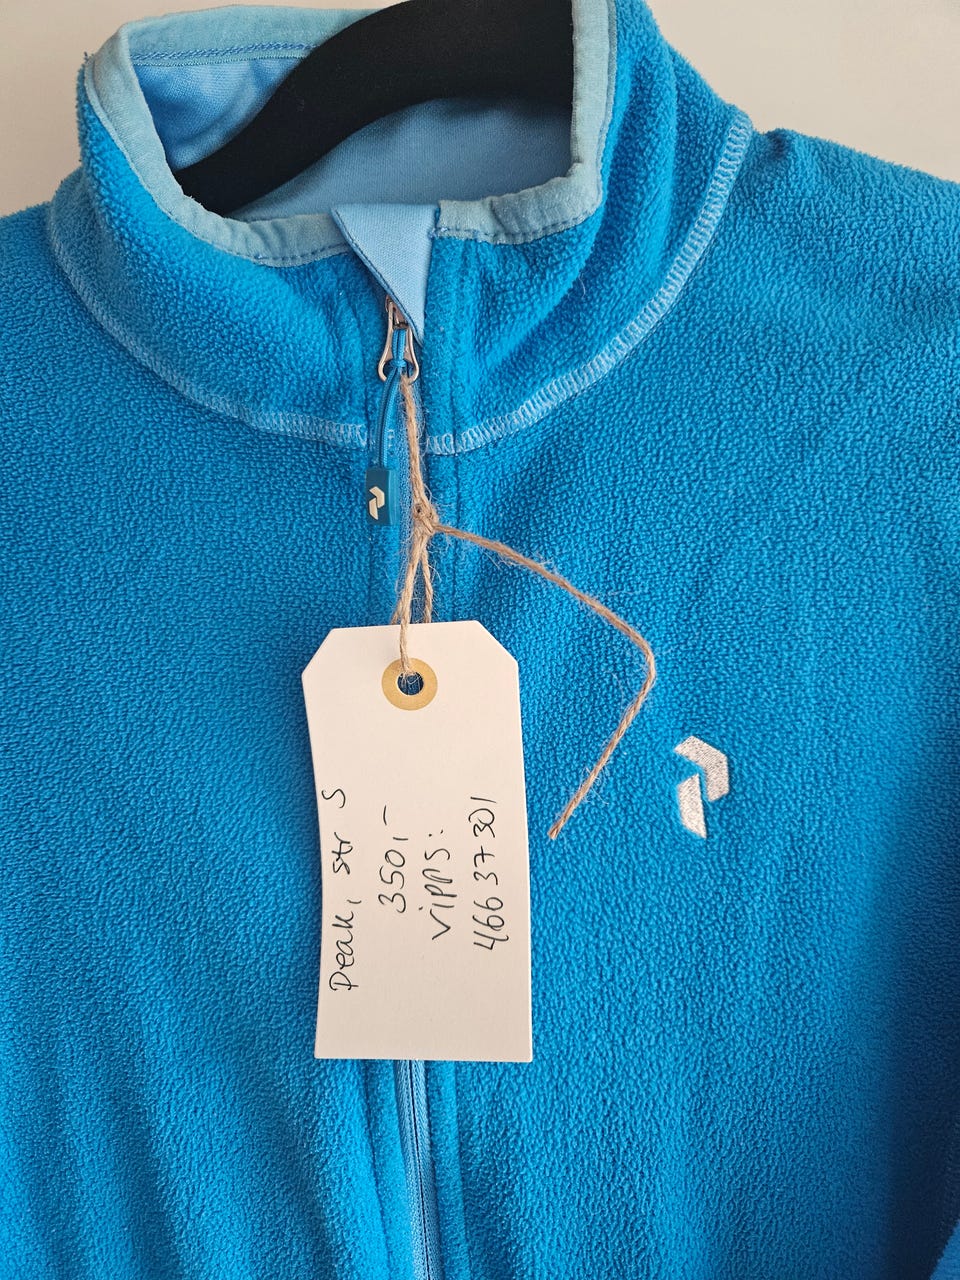 Peak, str S
350,-
Vipps:
466 37 301